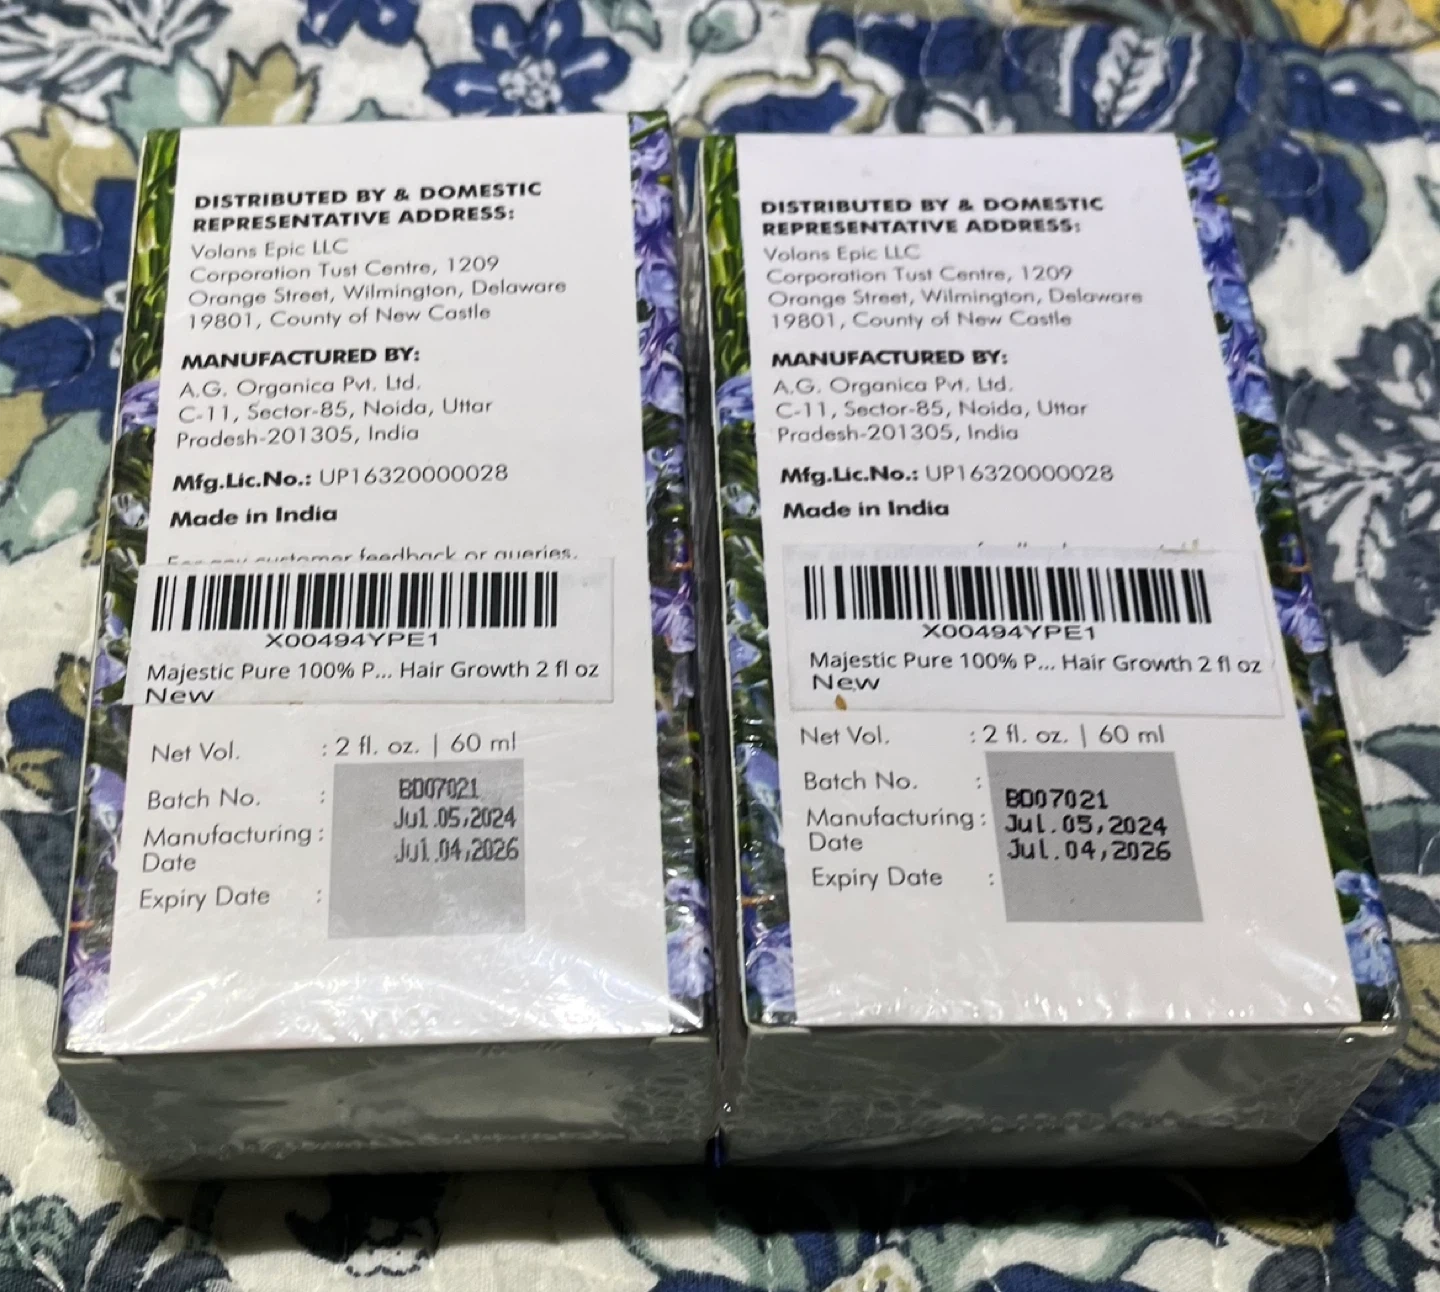 DISTRIBUTED BY & DOMESTIC
REPRESENTATIVE ADDRESS:
Volans Epic LLC
Corporation Tust Centre, 1209
Orange Street, Wilmington, Delaware
19801, County of New Castle
MANUFACTURED BY:
A.G. Organica Pvt. Ltd.
C-11, Sector-85, Noida, Uttar
Pradesh-201305, India
Mfg.Lic.No.: UP16320000028
Made in India
For any customer feedback or queries.
X00494YPE1
Majestic Pure 100% P... Hair Growth 2 fl oz
New
Net Vol. : 2 fl. oz. | 60 ml
Batch No. : BD07021
Manufacturing : Jul.05,2024
Date Jul.04,2026
Expiry Date :
DISTRIBUTED BY & DOMESTIC
REPRESENTATIVE ADDRESS:
Volans Epic LLC
Corporation Tust Centre, 1209
Orange Street, Wilmington, Delaware
19801, County of New Castle
MANUFACTURED BY:
A.G. Organica Pvt. Ltd.
C-11, Sector-85, Noida, Uttar
Pradesh-201305, India
Mfg.Lic.No.: UP16320000028
Made in India
X00494YPE1
Majestic Pure 100% P... Hair Growth 2 fl oz
New
Net Vol. : 2 fl. oz. | 60 ml
Batch No. : BD07021
Manufacturing : Jul.05,2024
Date Jul.04,2026
Expiry Date :